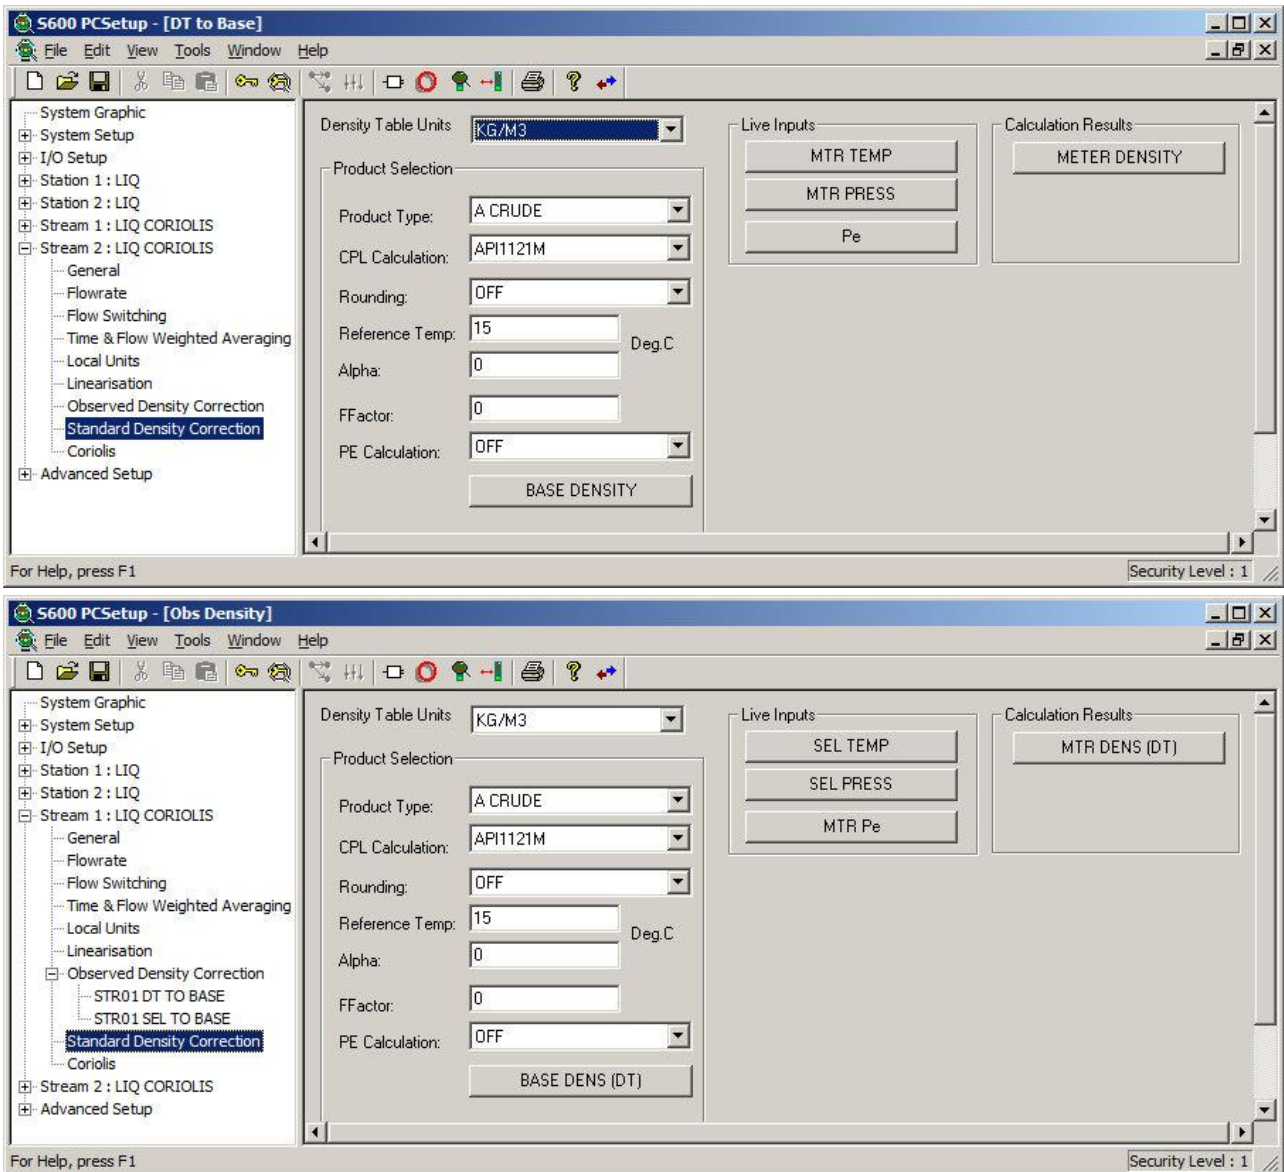 S600 PCSetup - [DT to Base]
File Edit View Tools Window Help
System Graphic
System Setup
I/O Setup
Station 1 : LIQ
Station 2 : LIQ
Stream 1 : LIQ CORIOLIS
Stream 2 : LIQ CORIOLIS
General
Flowrate
Flow Switching
Time & Flow Weighted Averaging
Local Units
Linearisation
Observed Density Correction
Standard Density Correction
Coriolis
Advanced Setup
Density Table Units KG/M3
Product Selection
Product Type: A CRUDE
CPL Calculation: API1121M
Rounding: OFF
Reference Temp: 15 Deg.C
Alpha: 0
FFactor: 0
PE Calculation: OFF
BASE DENSITY
Live Inputs
MTR TEMP
MTR PRESS
Pe
Calculation Results
METER DENSITY
For Help, press F1
Security Level : 1
S600 PCSetup - [Obs Density]
File Edit View Tools Window Help
System Graphic
System Setup
I/O Setup
Station 1 : LIQ
Station 2 : LIQ
Stream 1 : LIQ CORIOLIS
General
Flowrate
Flow Switching
Time & Flow Weighted Averaging
Local Units
Linearisation
Observed Density Correction
STR01 DT TO BASE
STR01 SEL TO BASE
Standard Density Correction
Coriolis
Stream 2 : LIQ CORIOLIS
Advanced Setup
Density Table Units KG/M3
Product Selection
Product Type: A CRUDE
CPL Calculation: API1121M
Rounding: OFF
Reference Temp: 15 Deg.C
Alpha: 0
FFactor: 0
PE Calculation: OFF
BASE DENS (DT)
Live Inputs
SEL TEMP
SEL PRESS
MTR Pe
Calculation Results
MTR DENS (DT)
For Help, press F1
Security Level : 1